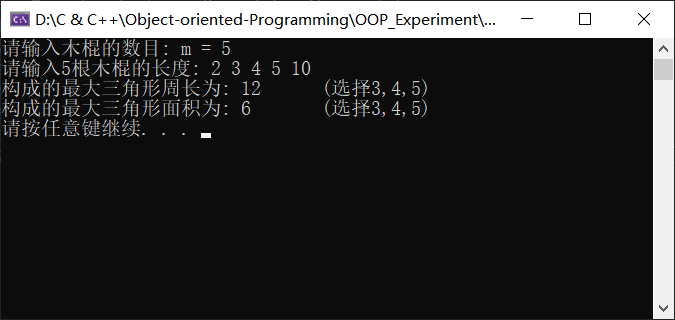 D:\C & C++\Object-oriented-Programming\OOP_Experiment\...
请输入木棍的数目: m = 5
请输入5根木棍的长度: 2 3 4 5 10
构成的最大三角形周长为: 12 (选择3,4,5)
构成的最大三角形面积为: 6 (选择3,4,5)
请按任意键继续. . .